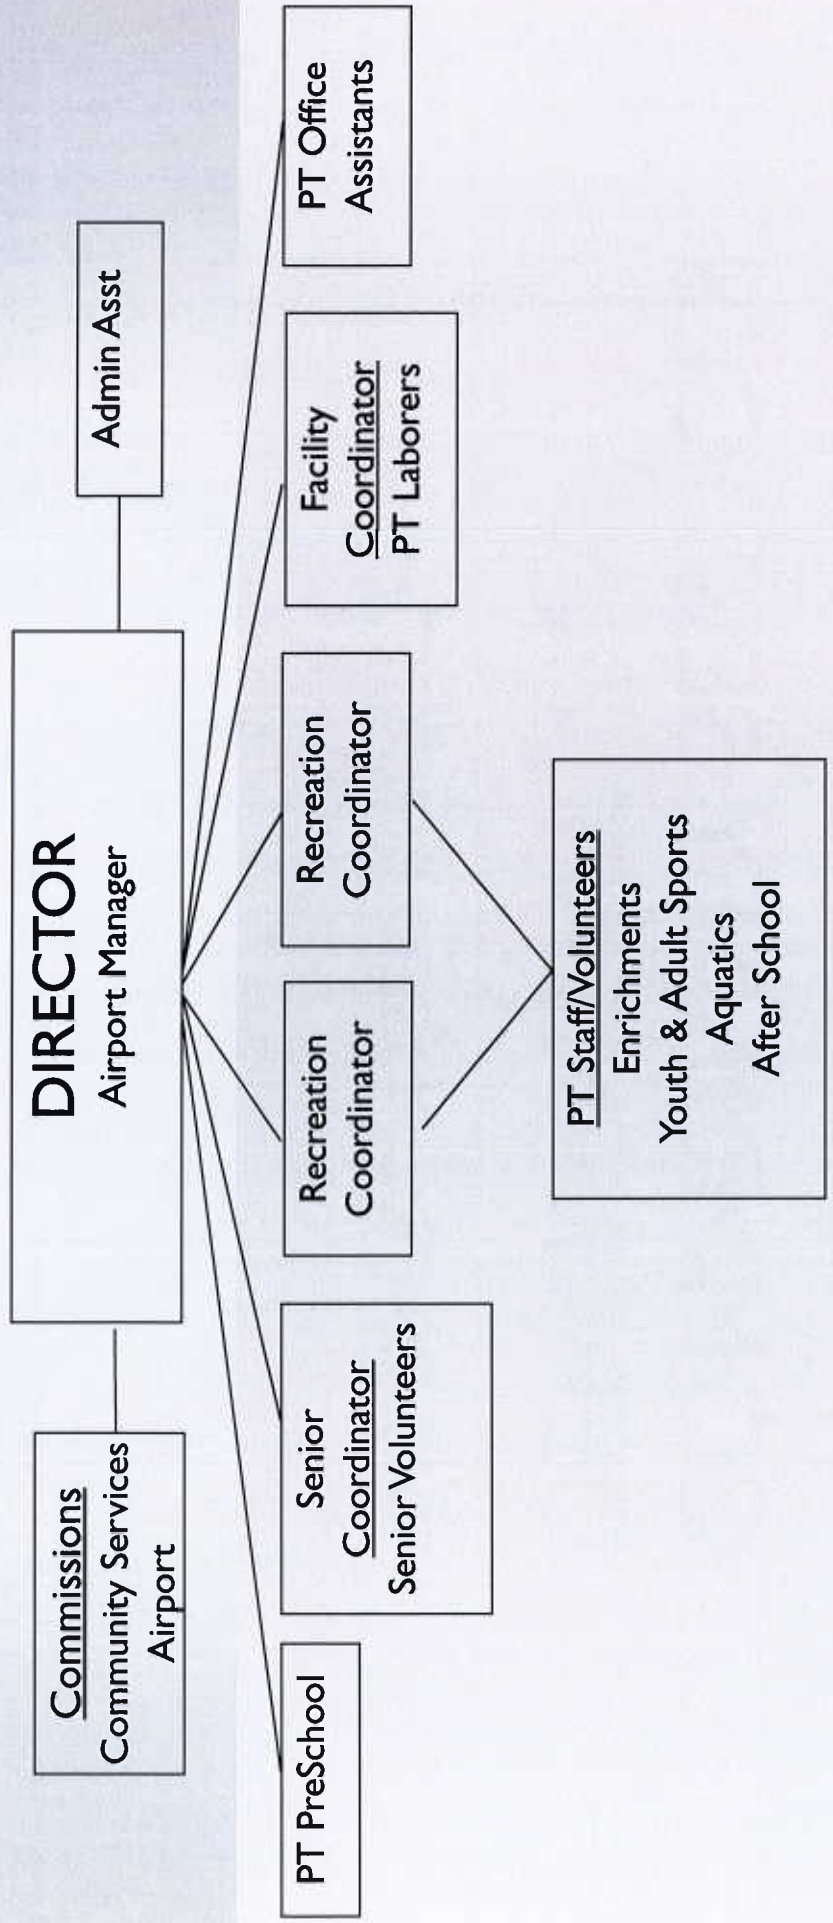 DIRECTOR
Airport Manager
Commissions
Community Services
Airport
Admin Asst
PT PreSchool
Senior
Coordinator
Senior Volunteers
Recreation
Coordinator
Recreation
Coordinator
Facility
Coordinator
PT Laborers
PT Office
Assistants
PT Staff/Volunteers
Enrichments
Youth & Adult Sports
Aquatics
After School